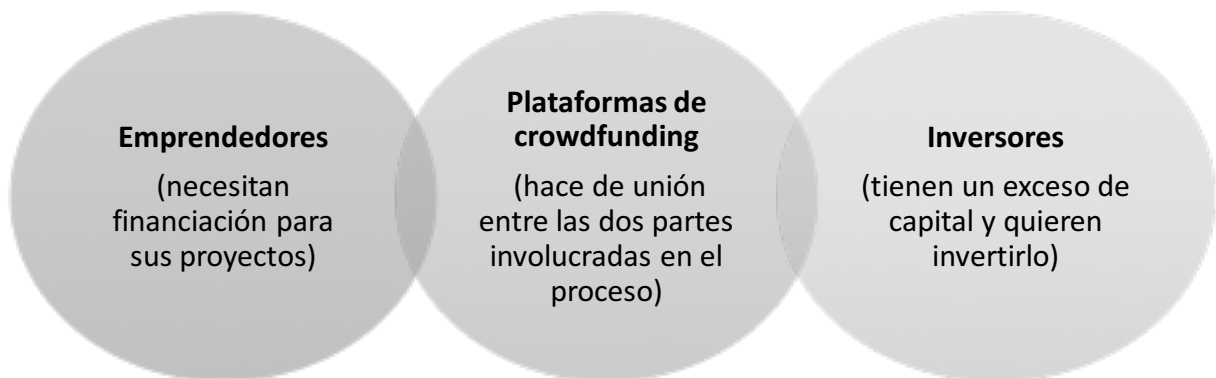 Emprendedores
(necesitan
financiación para
sus proyectos)
Plataformas de
crowdfunding
(hace de unión
entre las dos partes
involucradas en el
proceso)
Inversores
(tienen un exceso de
capital y quieren
invertirlo)